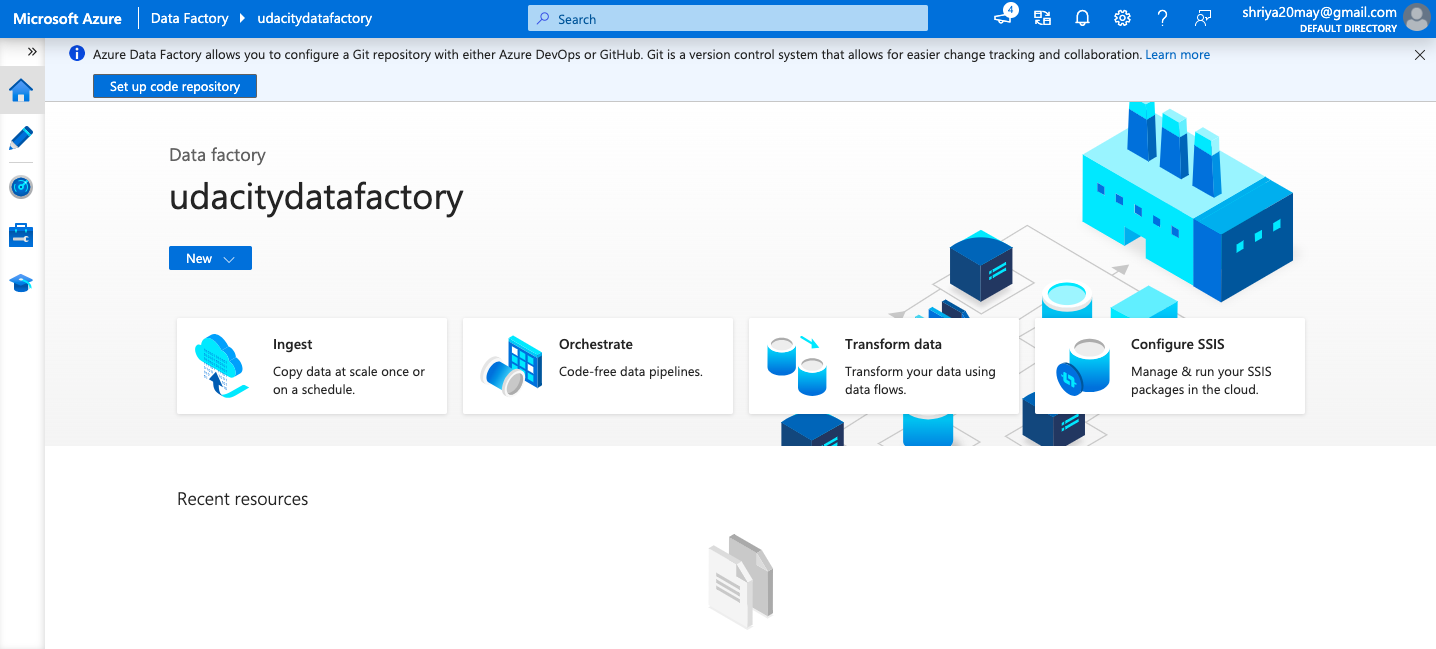 Microsoft Azure
Data Factory
udacitydatafactory
Search
4
shriya20may@gmail.com
DEFAULT DIRECTORY
Azure Data Factory allows you to configure a Git repository with either Azure DevOps or GitHub. Git is a version control system that allows for easier change tracking and collaboration. Learn more
Set up code repository
Data factory
udacitydatafactory
New
Ingest
Copy data at scale once or
on a schedule.
Orchestrate
Code-free data pipelines.
Transform data
Transform your data using
data flows.
Configure SSIS
Manage & run your SSIS
packages in the cloud.
Recent resources